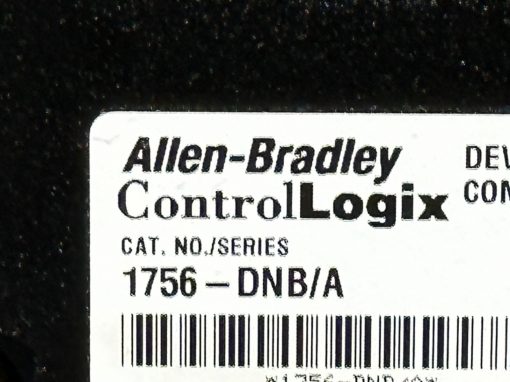 Allen-Bradley
ControlLogix
CAT. NO./SERIES
1756 – DNB/A